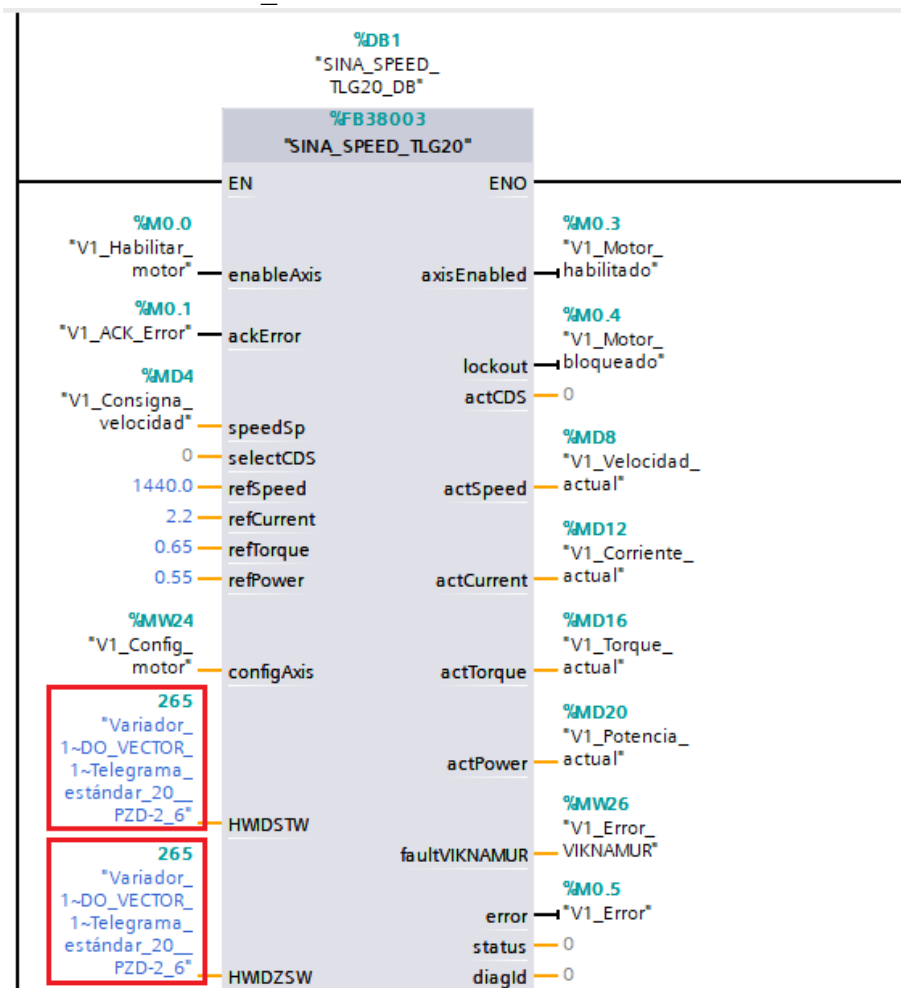 %DB1
"SINA_SPEED_
TLG20_DB"
%FB38003
"SINA_SPEED_TLG20"
EN
ENO
%M0.0
"V1_Habilitar_
motor"
enableAxis
%M0.3
"V1_Motor_
habilitado"
axisEnabled
%M0.1
"V1_ACK_Error"
ackError
%M0.4
"V1_Motor_
bloqueado"
lockout
%MD4
"V1_Consigna_
velocidad"
speedSp
actCDS
0
0
selectCDS
1440.0
refSpeed
%MD8
"V1_Velocidad_
actual"
actSpeed
2.2
refCurrent
0.65
refTorque
0.55
refPower
%MD12
"V1_Corriente_
actual"
actCurrent
%MW24
"V1_Config_
motor"
configAxis
%MD16
"V1_Torque_
actual"
actTorque
265
"Variador_
1~DO_VECTOR_
1~Telegrama_
estándar_20__
PZD-2_6"
HWIDSTW
%MD20
"V1_Potencia_
actual"
actPower
%MW26
"V1_Error_
VIKNAMUR"
faultVIKNAMUR
265
"Variador_
1~DO_VECTOR_
1~Telegrama_
estándar_20__
PZD-2_6"
HWIDZSW
%M0.5
"V1_Error"
error
status
0
diagId
0